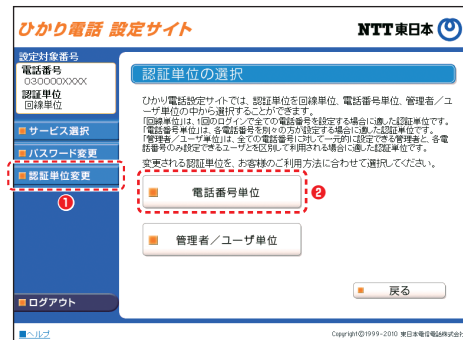 ひかり電話 設定サイト
NTT東日本
設定対象番号
電話番号
030000XXXX
認証単位
回線単位
サービス選択
パスワード変更
認証単位変更
1
ログアウト
ヘルプ
認証単位の選択
ひかり電話設定サイトでは、認証単位を回線単位、電話番号単位、管理者／ユ
ーザ単位の中から選択することができます。
「回線単位」は、1回のログインで全ての電話番号を設定する場合に適した認証単位です。
「電話番号単位」は、各電話番号を別々の方が設定する場合に適した認証単位です。
「管理者／ユーザ単位」は、全ての電話番号に対して一元的に設定できる管理者と、各電
話番号のみ設定できるユーザとを区別して利用される場合に適した認証単位です。
変更される認証単位を、お客様のご利用方法に合わせて選択してください。
電話番号単位
2
管理者／ユーザ単位
戻る
Copyright©1999-2010 東日本電信電話株式会社